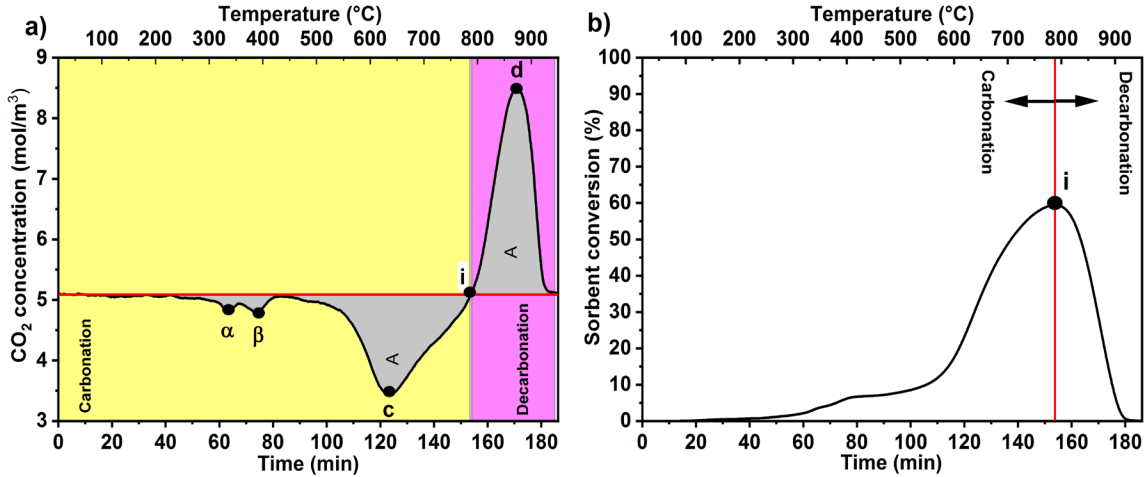 a)
Temperature (°C)
100 200 300 400 500 600 700 800 900
CO₂ concentration (mol/m³)
9
8
7
6
5
4
3
d
A
i
α
β
A
c
Carbonation
Decarbonation
0 20 40 60 80 100 120 140 160 180
Time (min)
b)
Temperature (°C)
100 200 300 400 500 600 700 800 900
Sorbent conversion (%)
100
90
80
70
60
50
40
30
20
10
0
Carbonation
Decarbonation
i
0 20 40 60 80 100 120 140 160 180
Time (min)